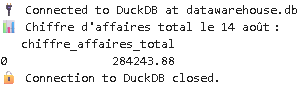 🔌 Connected to DuckDB at datawarehouse.db
📊 Chiffre d'affaires total le 14 août :
chiffre_affaires_total
0 284243.88
🔒 Connection to DuckDB closed.